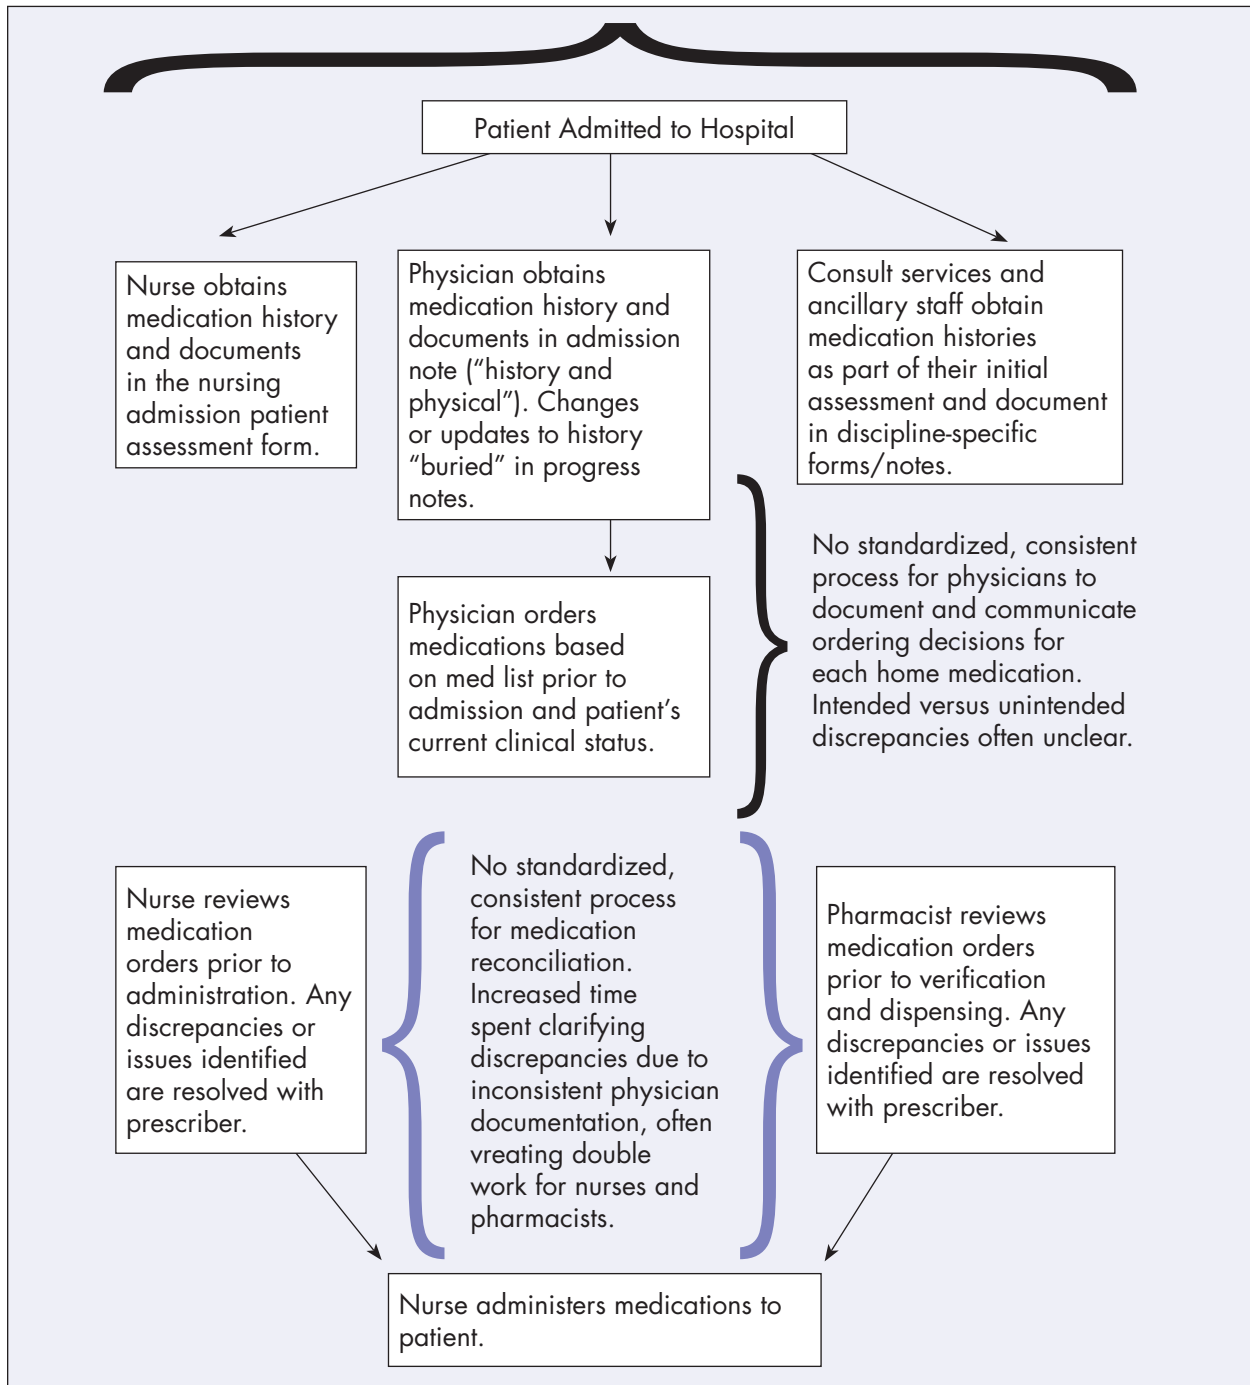 Patient Admitted to Hospital
Nurse obtains
medication history
and documents
in the nursing
admission patient
assessment form.
Physician obtains
medication history and
documents in admission
note (“history and
physical”). Changes
or updates to history
“buried” in progress
notes.
Consult services and
ancillary staff obtain
medication histories
as part of their initial
assessment and document
in discipline-specific
forms/notes.
Physician orders
medications based
on med list prior to
admission and patient’s
current clinical status.
No standardized, consistent
process for physicians to
document and communicate
ordering decisions for
each home medication.
Intended versus unintended
discrepancies often unclear.
Nurse reviews
medication
orders prior to
administration. Any
discrepancies or
issues identified
are resolved with
prescriber.
No standardized,
consistent process
for medication
reconciliation.
Increased time
spent clarifying
discrepancies due to
inconsistent physician
documentation, often
vreating double
work for nurses and
pharmacists.
Pharmacist reviews
medication orders
prior to verification
and dispensing. Any
discrepancies or issues
identified are resolved
with prescriber.
Nurse administers medications to
patient.